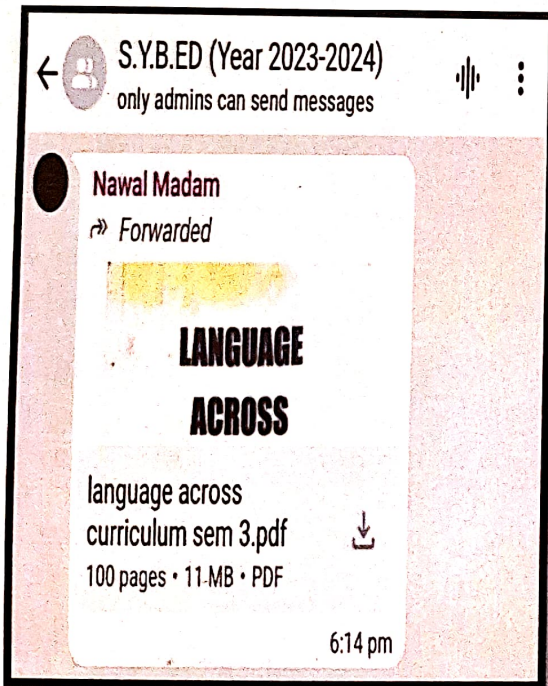 S.Y.B.ED (Year 2023-2024)
only admins can send messages
Nawal Madam
Forwarded
LANGUAGE
ACROSS
language across
curriculum sem 3.pdf
100 pages • 11 MB • PDF
6:14 pm